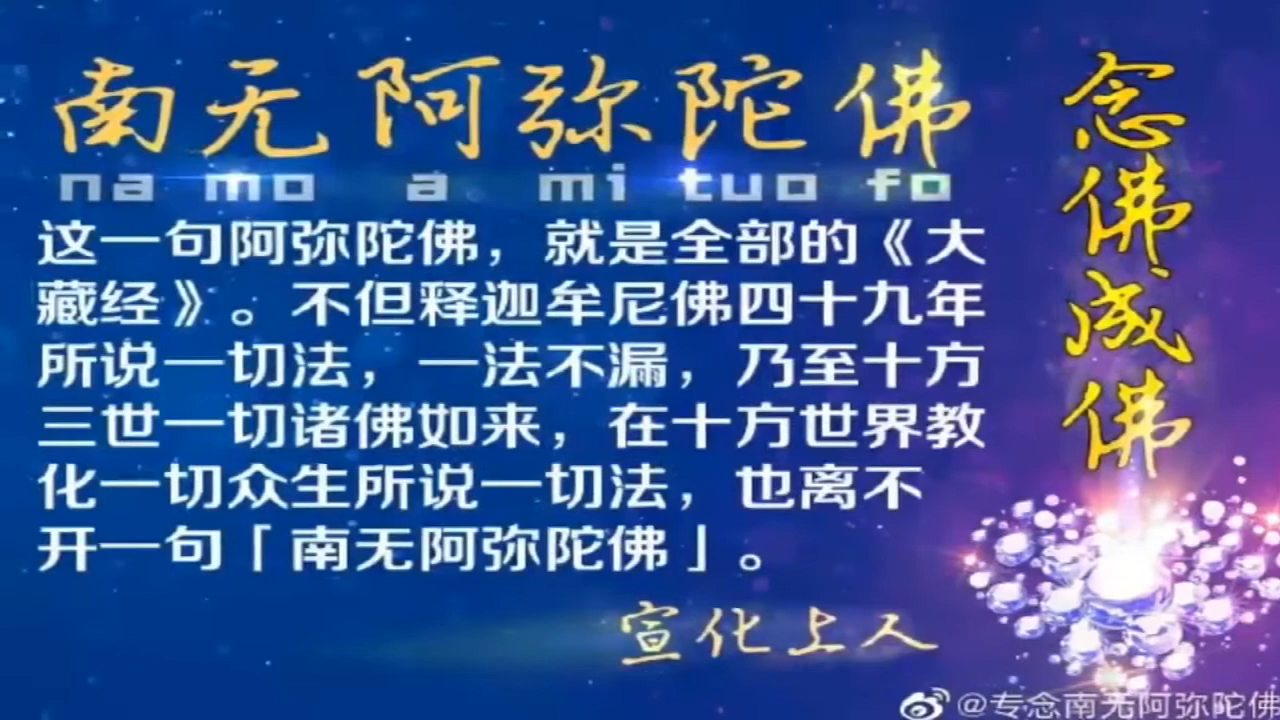 南无阿弥陀佛
na mo a mi tuo fo
这一句阿弥陀佛，就是全部的《大
藏经》。不但释迦牟尼佛四十九年
所说一切法，一法不漏，乃至十方
三世一切诸佛如来，在十方世界教
化一切众生所说一切法，也离不
开一句「南无阿弥陀佛」。
宣化上人
念佛成佛
@专念南无阿弥陀佛